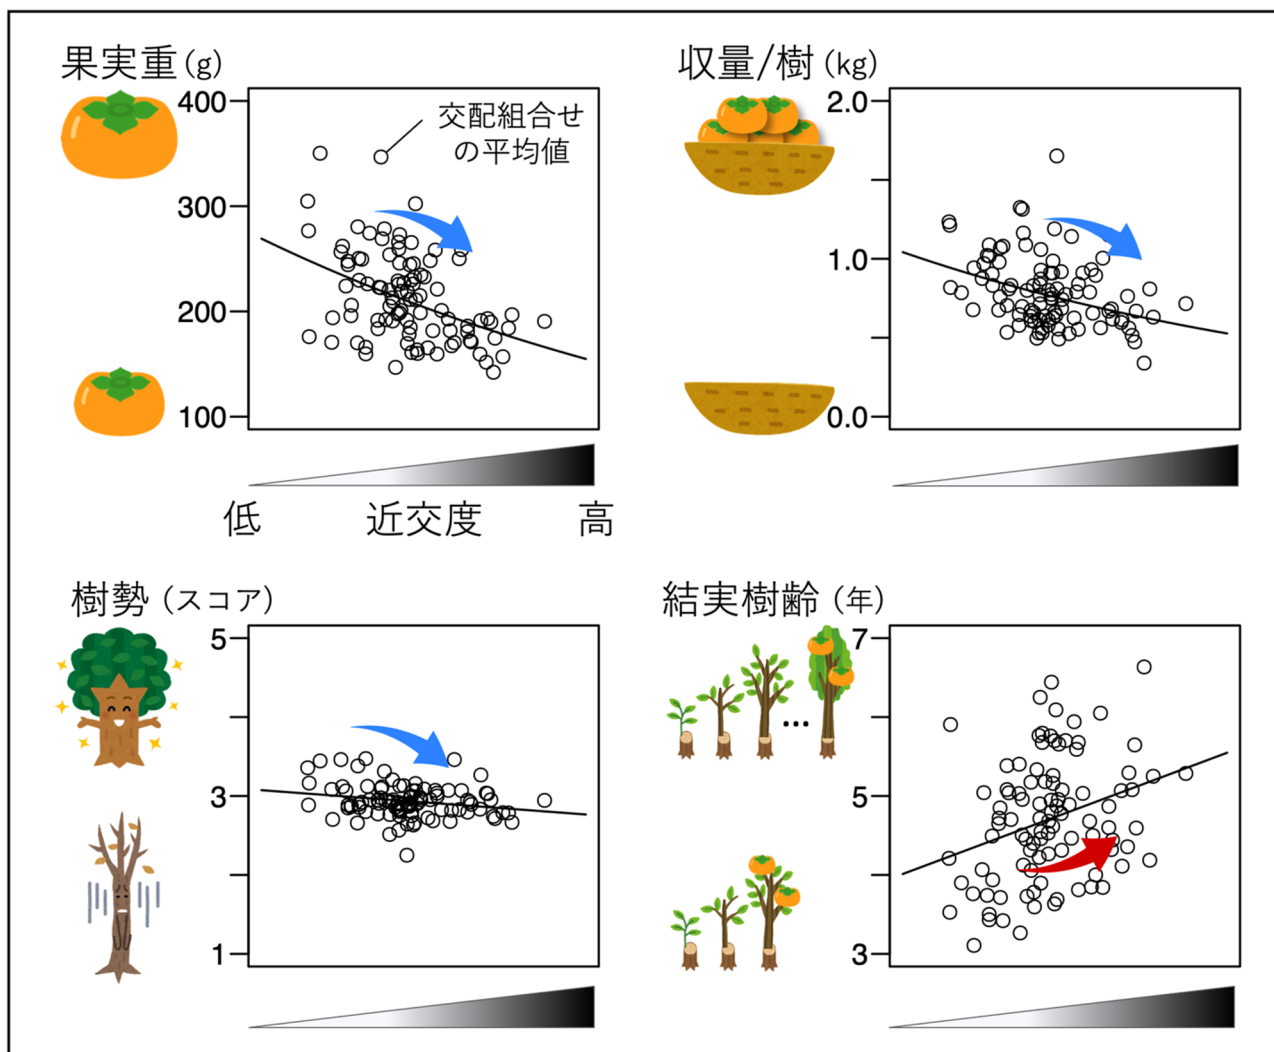 果実重(g)
400
300
200
100
交配組合せ
の平均値
低 近交度 高
収量/樹(kg)
2.0
1.0
0.0
樹勢(スコア)
5
3
1
結実樹齢(年)
7
5
3
...